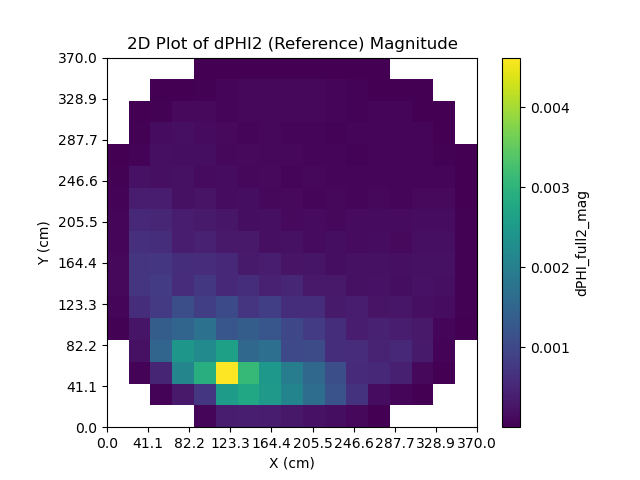 2D Plot of dPHI2 (Reference) Magnitude
370.0
328.9
287.7
246.6
205.5
164.4
123.3
82.2
41.1
0.0
Y (cm)
0.0 41.1 82.2 123.3 164.4 205.5 246.6 287.7 328.9 370.0
X (cm)
0.004
0.003
0.002
0.001
dPHI_full2_mag